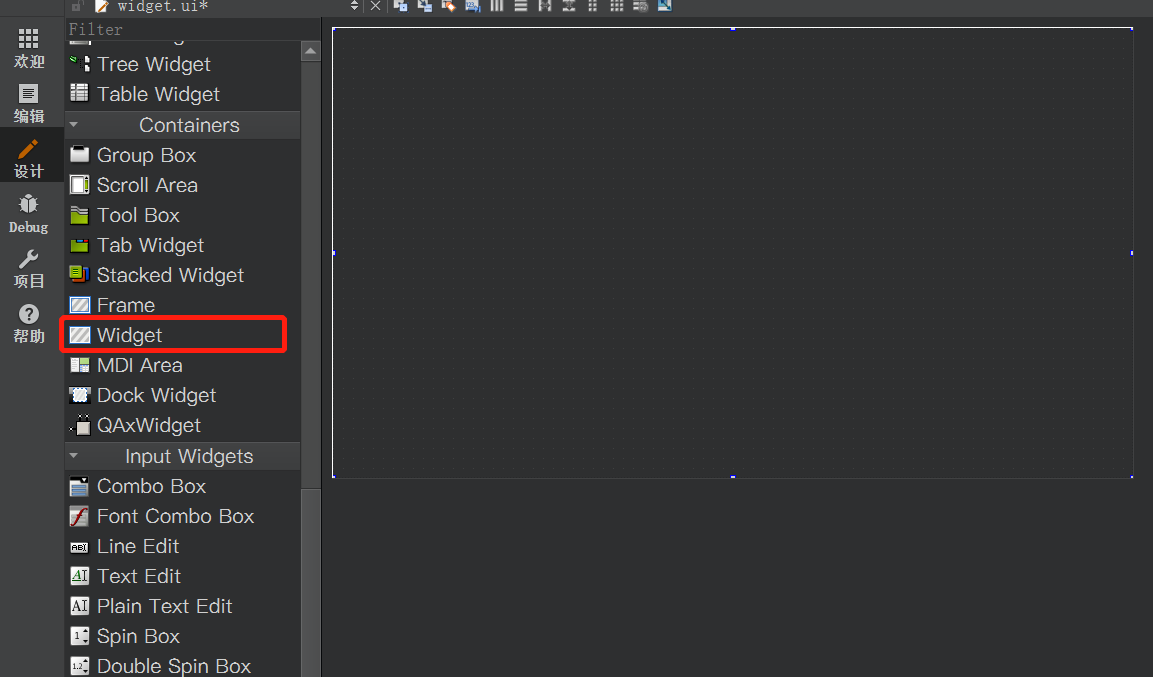 widget.ui*
Filter
欢迎
编辑
设计
Debug
项目
帮助
Tree Widget
Table Widget
Containers
Group Box
Scroll Area
Tool Box
Tab Widget
Stacked Widget
Frame
Widget
MDI Area
Dock Widget
QAxWidget
Input Widgets
Combo Box
Font Combo Box
Line Edit
Text Edit
Plain Text Edit
Spin Box
Double Spin Box